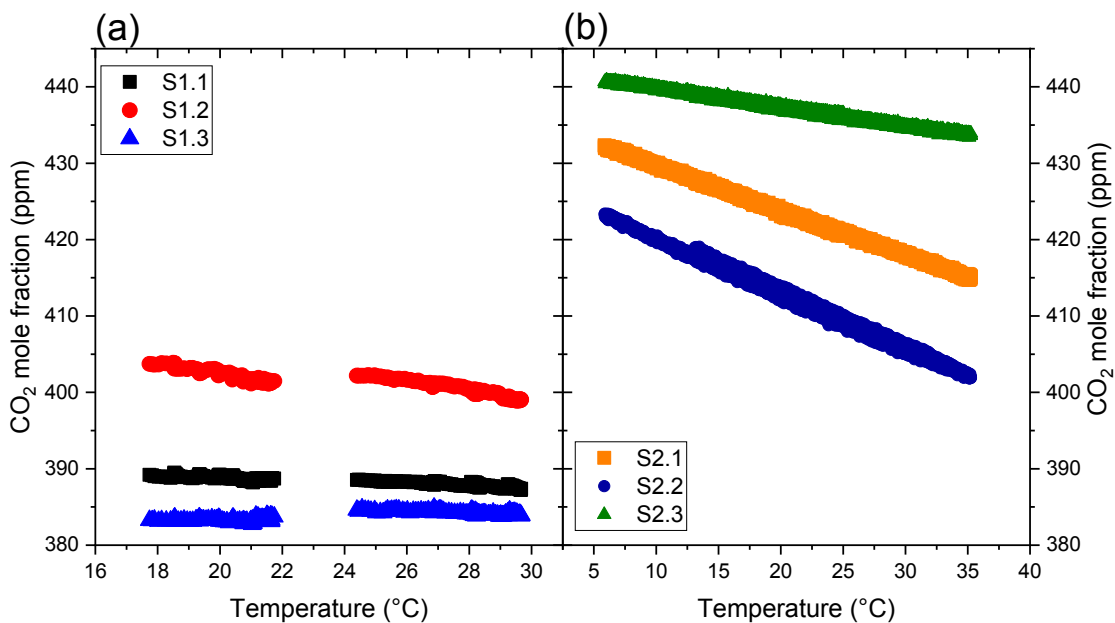 (a)
(b)
S1.1
S1.2
S1.3
S2.1
S2.2
S2.3
CO2 mole fraction (ppm)
440
430
420
410
400
390
380
16 18 20 22 24 26 28 30
Temperature (°C)
5 10 15 20 25 30 35 40
Temperature (°C)
440
430
420
410
400
390
380
CO2 mole fraction (ppm)